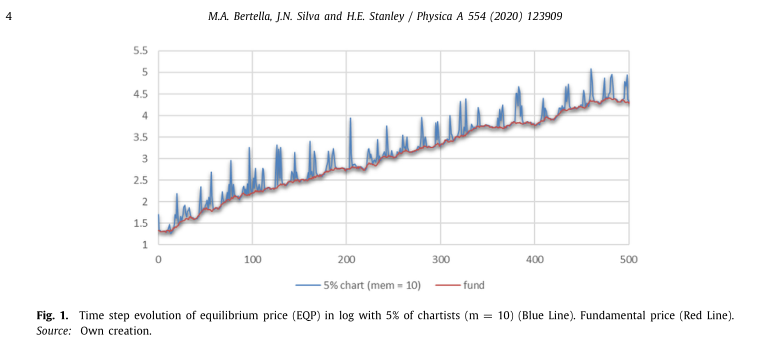 4
M.A. Bertella, J.N. Silva and H.E. Stanley / Physica A 554 (2020) 123909
5.5
5
4.5
4
3.5
3
2.5
2
1.5
1
0 100 200 300 400 500
5% chart (mem = 10) fund
Fig. 1. Time step evolution of equilibrium price (EQP) in log with 5% of chartists (m = 10) (Blue Line). Fundamental price (Red Line).
Source: Own creation.